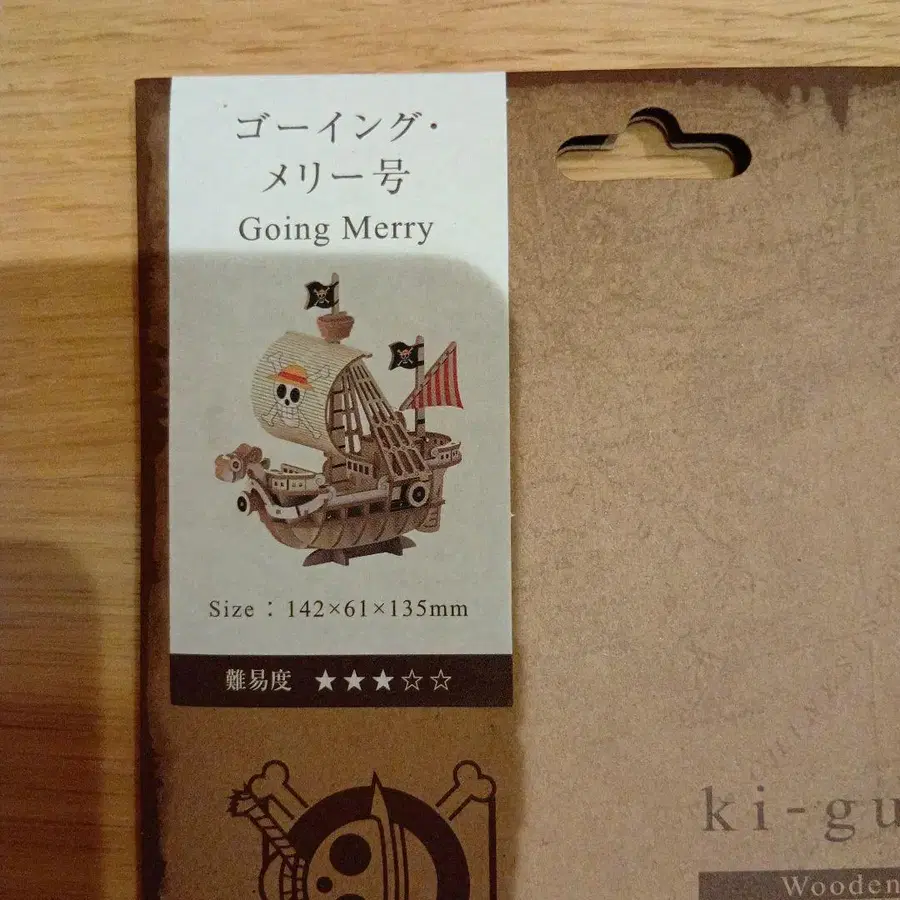 ゴーイング・
メリー号
Going Merry
Size：142×61×135mm
難易度 ★★★☆☆
ki-gu
Wooden